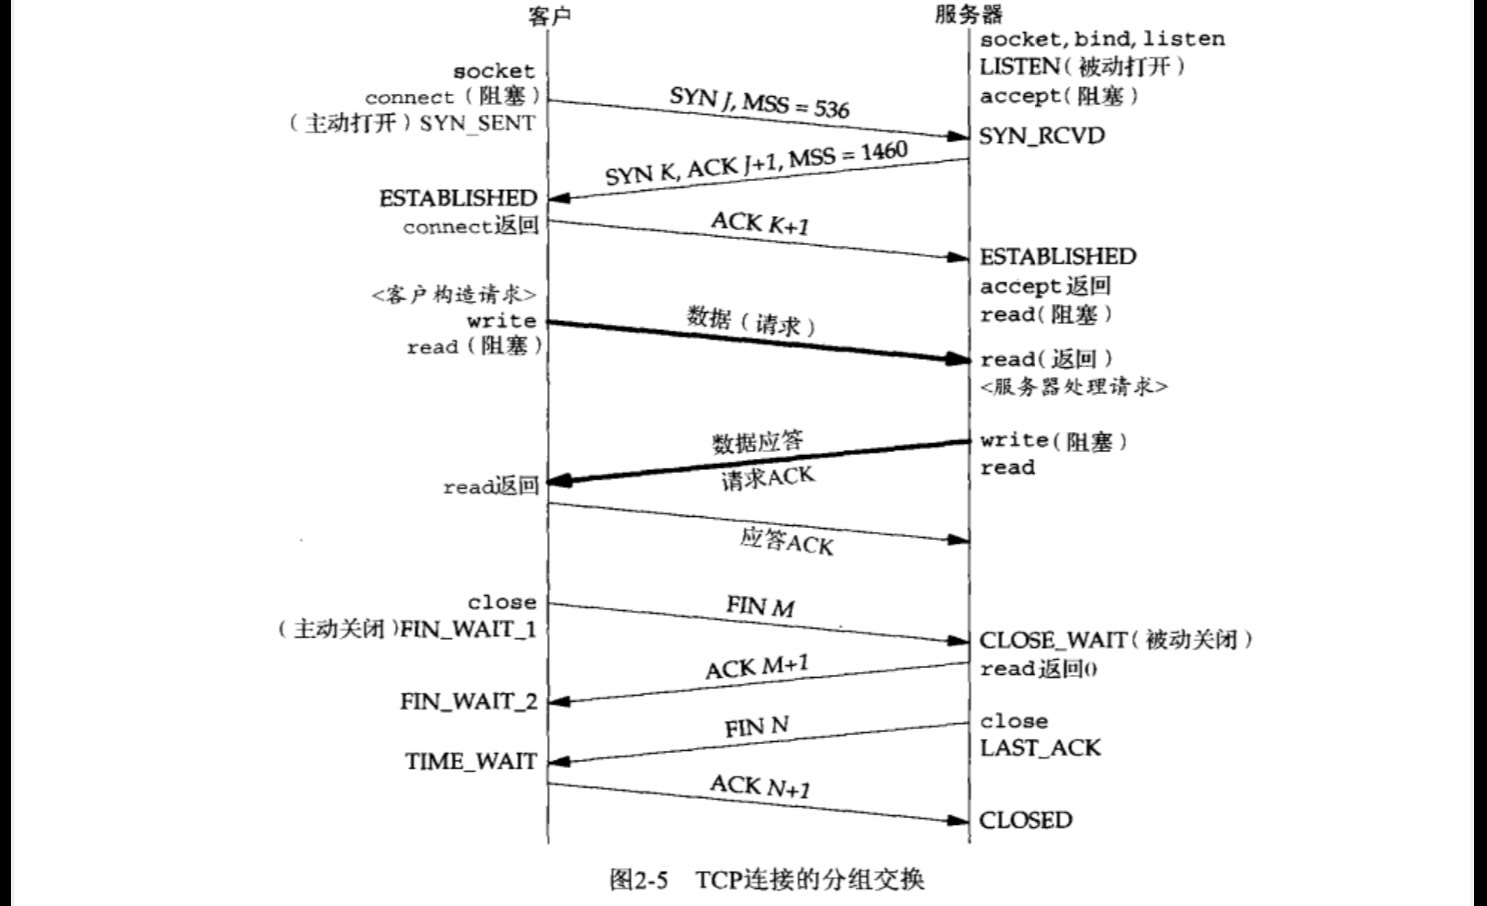 客户
服务器
socket, bind, listen
LISTEN(被动打开)
socket
connect(阻塞)
accept(阻塞)
SYN J, MSS = 536
(主动打开)SYN_SENT
SYN_RCVD
SYN K, ACK J+1, MSS = 1460
ESTABLISHED
connect返回
ACK K+1
ESTABLISHED
accept返回
<客户构造请求>
read(阻塞)
write
数据(请求)
read(阻塞)
read(返回)
<服务器处理请求>
数据应答
write(阻塞)
read
请求ACK
read返回
应答ACK
close
FIN M
(主动关闭)FIN_WAIT_1
CLOSE_WAIT(被动关闭)
ACK M+1
read返回0
FIN_WAIT_2
FIN N
close
LAST_ACK
TIME_WAIT
ACK N+1
CLOSED
图2-5 TCP连接的分组交换